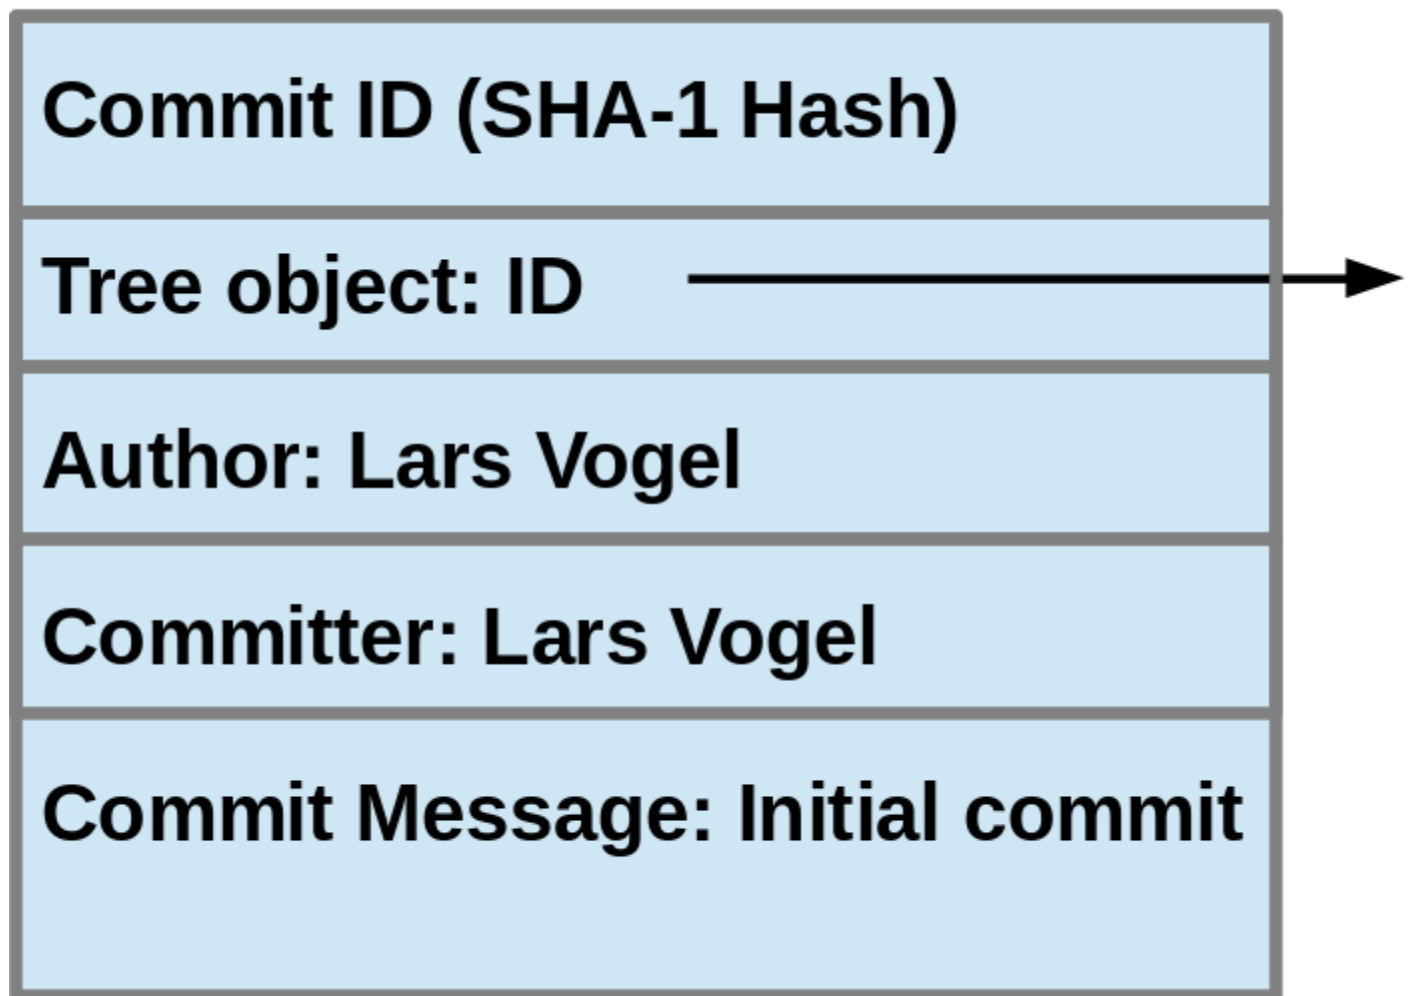 Commit ID (SHA-1 Hash)
Tree object: ID
Author: Lars Vogel
Committer: Lars Vogel
Commit Message: Initial commit